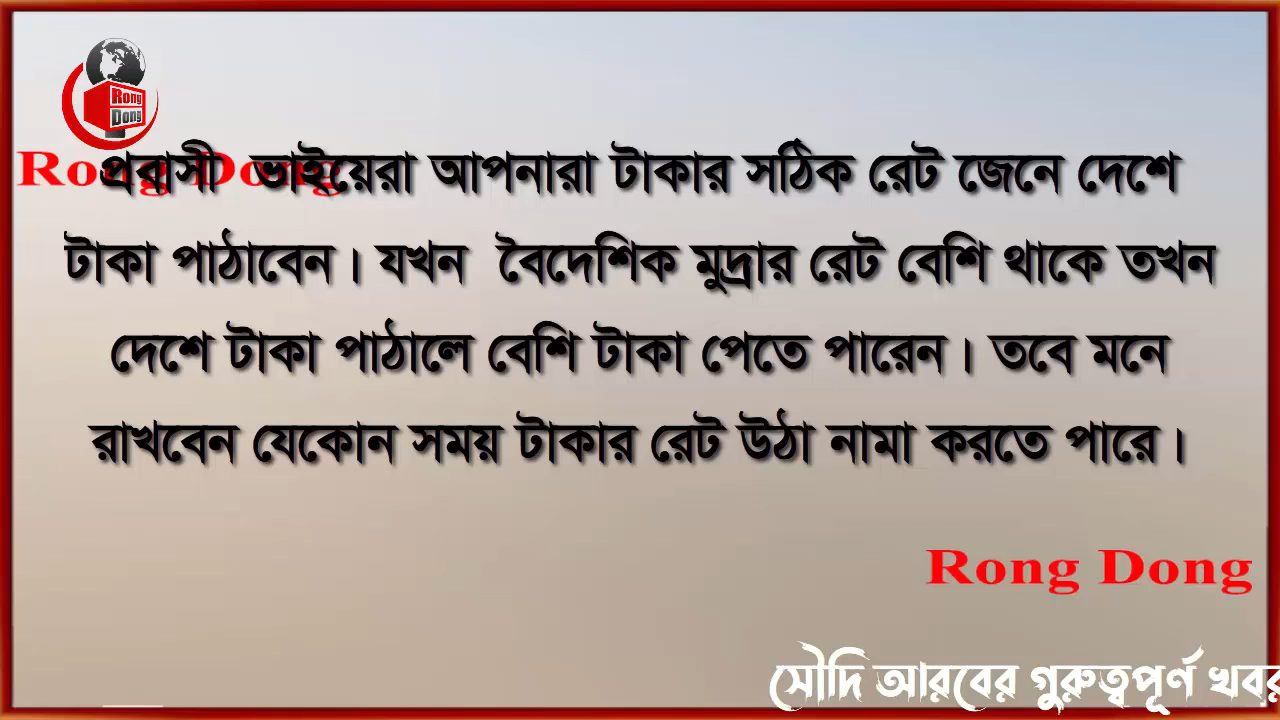 Rong
Dong
Rong Dong
প্রবাসী ভাইয়েরা আপনারা টাকার সঠিক রেট জেনে দেশে
টাকা পাঠাবেন। যখন বৈদেশিক মুদ্রার রেট বেশি থাকে তখন
দেশে টাকা পাঠালে বেশি টাকা পেতে পারেন। তবে মনে
রাখবেন যেকোন সময় টাকার রেট উঠা নামা করতে পারে।
Rong Dong
সৌদি আরবের গুরুত্বপূর্ণ খবর